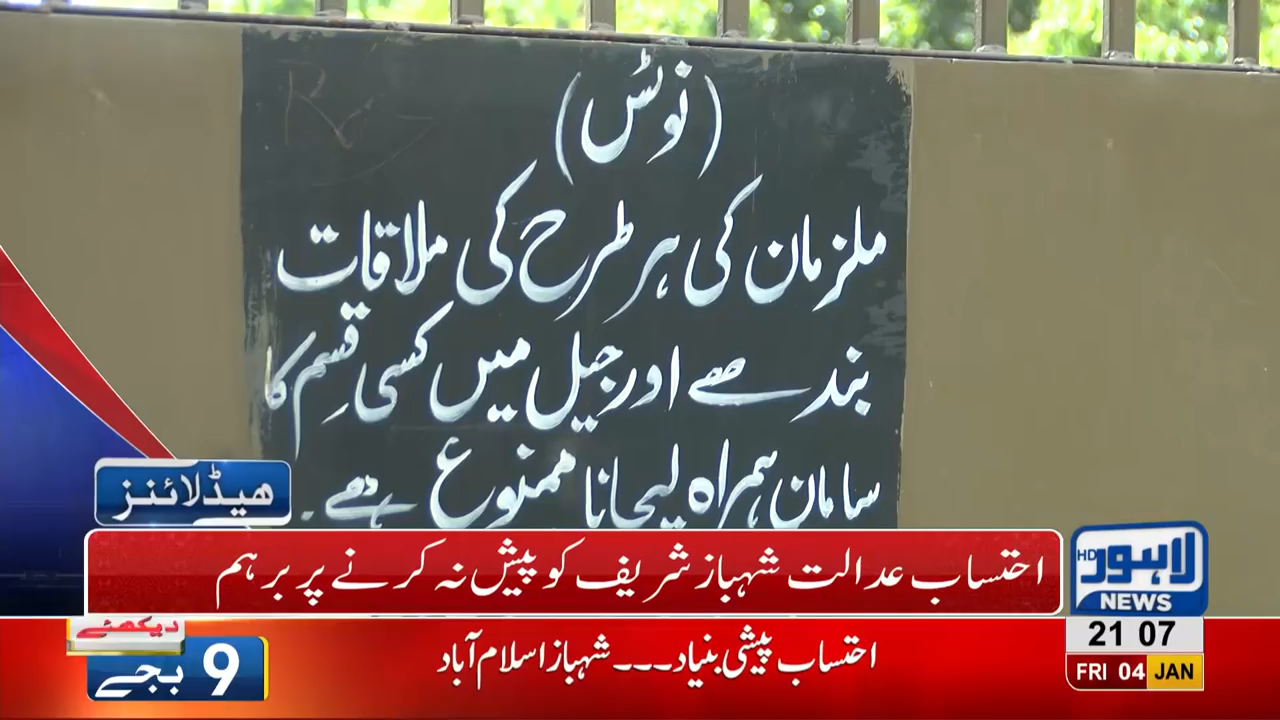 (نوٹس)
ملزمان کی ہر طرح کی ملاقات
بند ہے اور جیل میں کسی قسم کا
سامان ہمراہ لیجانا ممنوع ہے.
ہیڈلائنز
احتساب عدالت شہباز شریف کو پیش نہ کرنے پر برہم
HD لاہور
NEWS
دیکھئے
9 بجے
احتساب پیشی بنیاد۔۔۔شہباز اسلام آباد
21 07
FRI 04 JAN